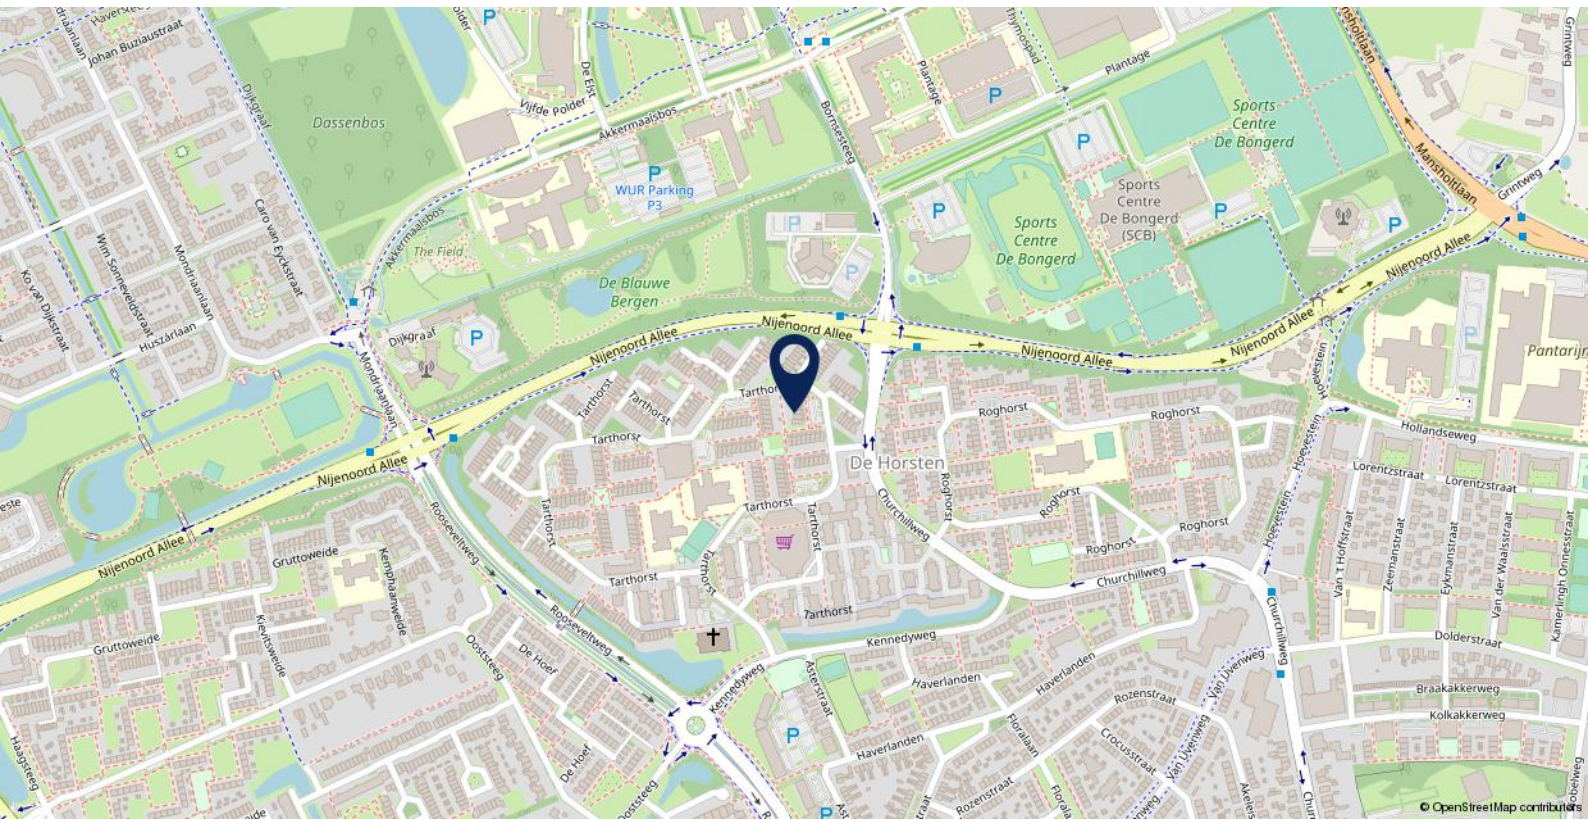 Johan Buziaustraat
Dijkgraaf
Dassenbos
De Elst
Vijfde Polder
Akkermaalsbos
P
Bornsesteeg
Plantage
P
Thymospad
Plantage
Sports
Centre
De Bongerd
Mansholtlaan
Mansholtlaan
Grintweg
Grintweg
P
WUR Parking
P3
P
Sports
Centre
De Bongerd
(SCB)
P
P
P
Sports
Centre
De Bongerd
P
P
Wim Sonneveldstraat
Ko van Dijkstraat
Mondriaanlaan
Caro van Eyckstraat
Huszárlaan
Akkermaalsbos
The Field
De Blauwe
Bergen
Dijkgraaf
P
Mondriaanlaan
Nijenoord Allee
Nijenoord Allee
Nijenoord Allee
Nijenoord Allee
Nijenoord Allee
Nijenoord Allee
Nijenoord Allee
P
Hoevestein
Hoevestein
Hoevestein
Hollandseweg
Tarthorst
Tarthorst
Tarthorst
Tarthorst
Tarthorst
Tarthorst
Tarthorst
Tarthorst
Tarthorst
De Horsten
Roghorst
Roghorst
Roghorst
Roghorst
Roghorst
Roghorst
Churchillweg
Churchillweg
Churchillweg
Lorentzstraat
Lorentzstraat
Van 't Hoffstraat
Zeemanstraat
Eykmanstraat
Van der Waalsstraat
Kamerlingh Onnesstraat
Dolderstraat
Braakakkerweg
Kolkakkerweg
Gruttoweide
Gruttoweide
Kemphaanweide
Kievitsweide
Rooseveltweg
Rooseveltweg
Ooststeeg
Ooststeeg
De Hoef
De Hoef
Haagsteeg
Kennedyweg
Kennedyweg
Asterstraat
P
P
Haverlanden
Haverlanden
Haverlanden
Floralaan
Rozenstraat
Rozenstraat
Crocusstraat
Van Uvenweg
Van Uvenweg
© OpenStreetMap contributors